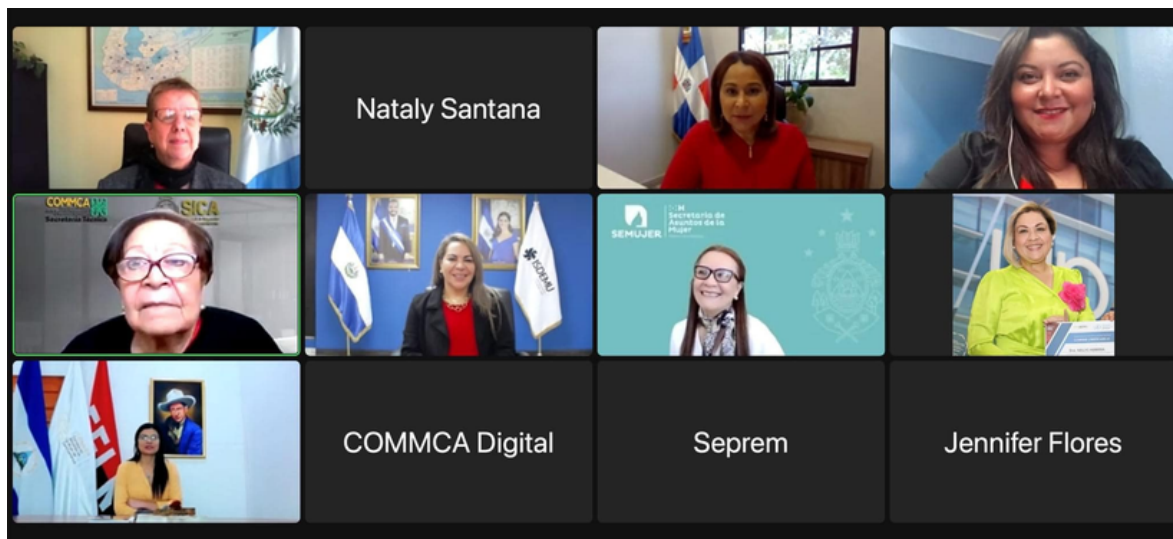 Nataly Santana
COMMCA
Secretaría Técnica
SICA
ISDEMU
SEMUJER
Secretaría de
Asuntos de la
Mujer
COMMCA Digital
Seprem
Jennifer Flores